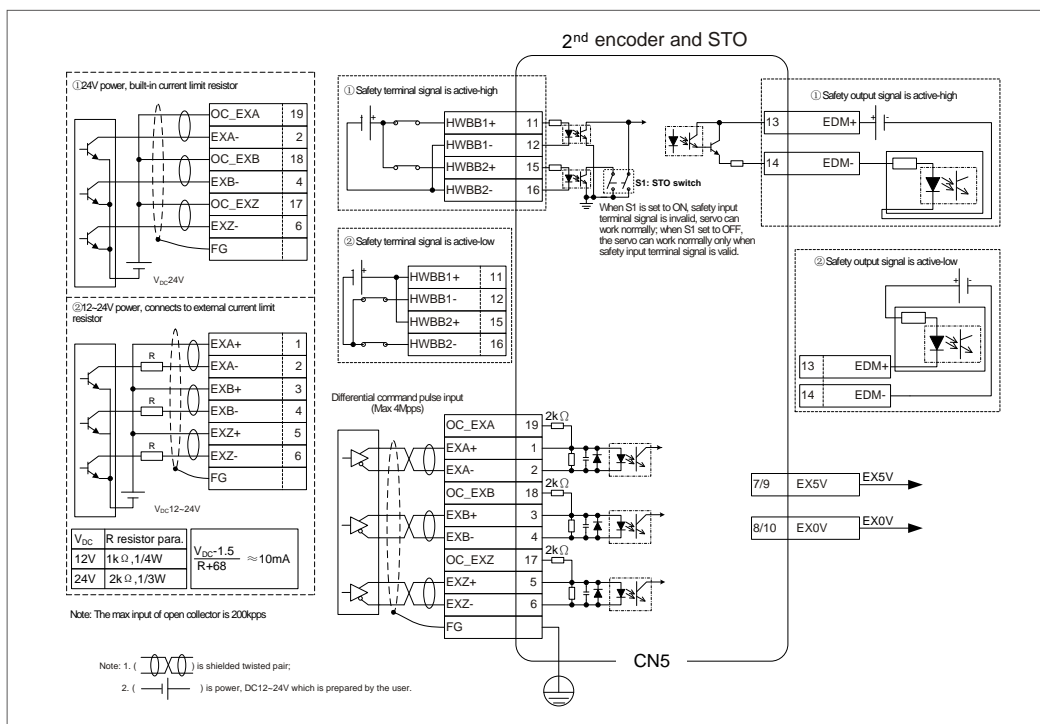 2nd encoder and STO
①24V power, built-in current limit resistor
OC_EXA 19
EXA- 2
OC_EXB 18
EXB- 4
OC_EXZ 17
EXZ- 6
FG
VDC24V
②12~24V power, connects to external current limit
resistor
EXA+ 1
R EXA- 2
EXB+ 3
R EXB- 4
EXZ+ 5
R EXZ- 6
FG
VDC12~24V
VDC R resistor para.
12V 1kΩ,1/4W
24V 2kΩ,1/3W
VDC-1.5
R+68
≈10mA
Note: The max input of open collector is 200kpps
Note: 1. ( ) is shielded twisted pair;
2. ( ) is power, DC12~24V which is prepared by the user.
① Safety terminal signal is active-high
HWBB1+ 11
HWBB1- 12
HWBB2+ 15
HWBB2- 16
S1: STO switch
When S1 is set to ON, safety input
terminal signal is invalid, servo can
work normally; when S1 set to OFF,
the servo can work normally only when
safety input terminal signal is valid.
② Safety terminal signal is active-low
HWBB1+ 11
HWBB1- 12
HWBB2+ 15
HWBB2- 16
Differential command pulse input
(Max 4Mpps)
OC_EXA 19 2kΩ
EXA+ 1
EXA- 2
OC_EXB 18 2kΩ
EXB+ 3
EXB- 4
OC_EXZ 17 2kΩ
EXZ+ 5
EXZ- 6
FG
CN5
① Safety output signal is active-high
13 EDM+
14 EDM-
② Safety output signal is active-low
13 EDM+
14 EDM-
7/9 EX5V EX5V
8/10 EX0V EX0V